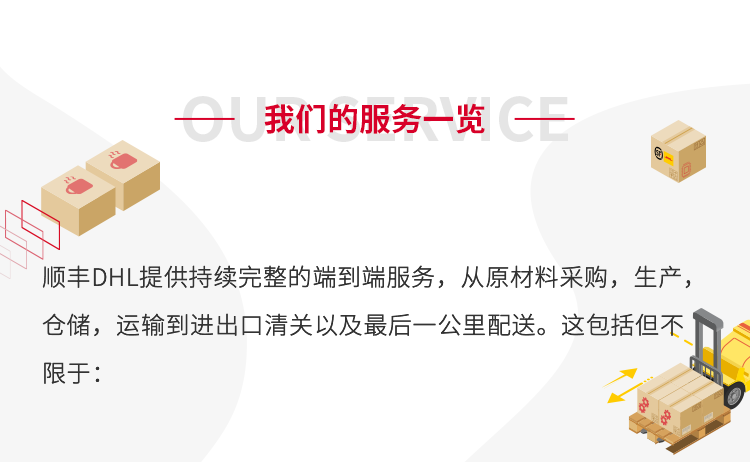 OUR SERVICE
我们的服务一览
顺丰DHL提供持续完整的端到端服务，从原材料采购，生产，
仓储，运输到进出口清关以及最后一公里配送。这包括但不
限于：